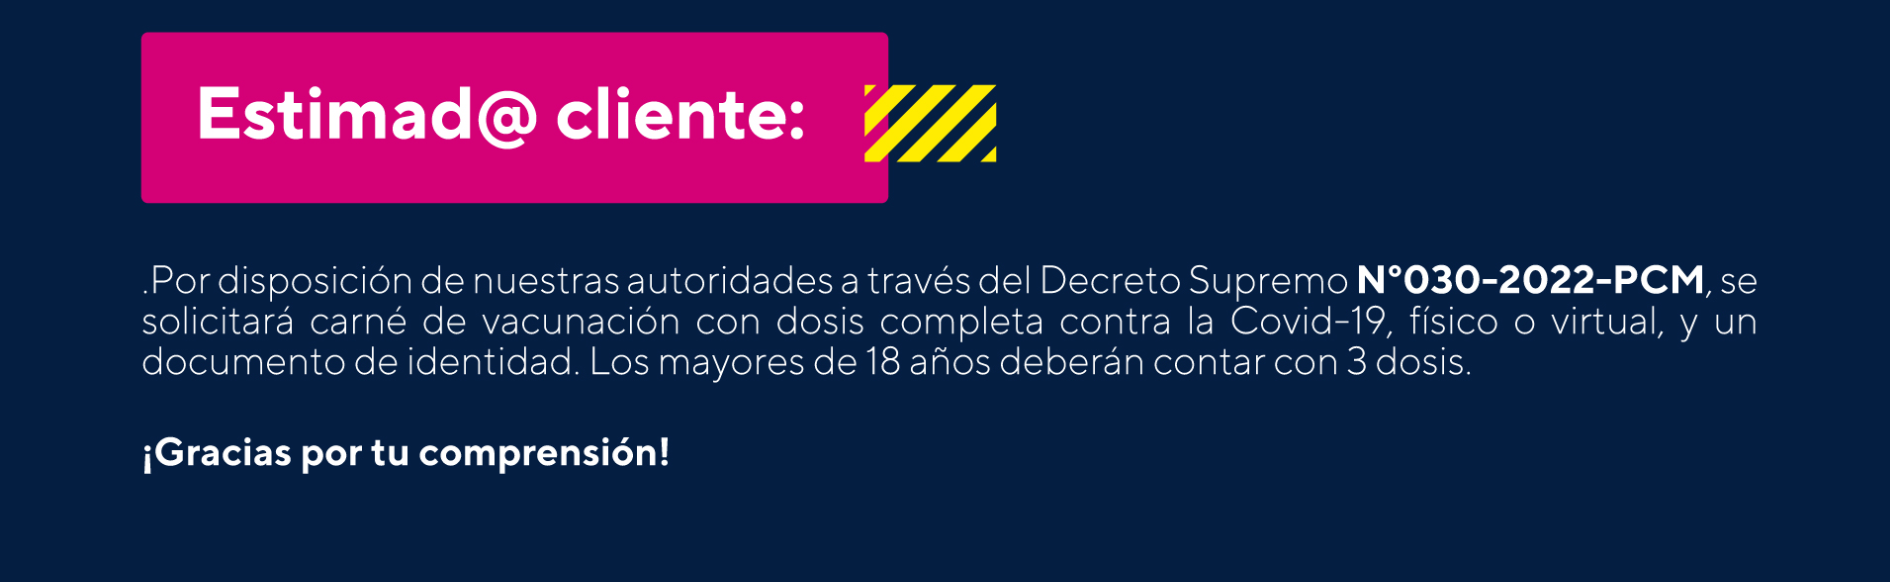 Estimad@ cliente:
.Por disposición de nuestras autoridades a través del Decreto Supremo N°030-2022-PCM, se
solicitará carné de vacunación con dosis completa contra la Covid-19, físico o virtual, y un
documento de identidad. Los mayores de 18 años deberán contar con 3 dosis.
¡Gracias por tu comprensión!